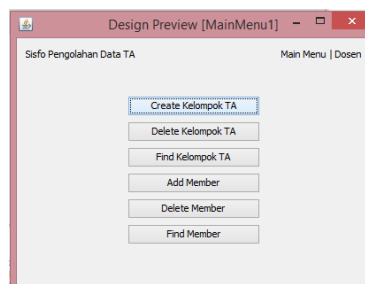 Design Preview [MainMenu1]
Sisfo Pengolahan Data TA
Main Menu | Dosen
Create Kelompok TA
Delete Kelompok TA
Find Kelompok TA
Add Member
Delete Member
Find Member